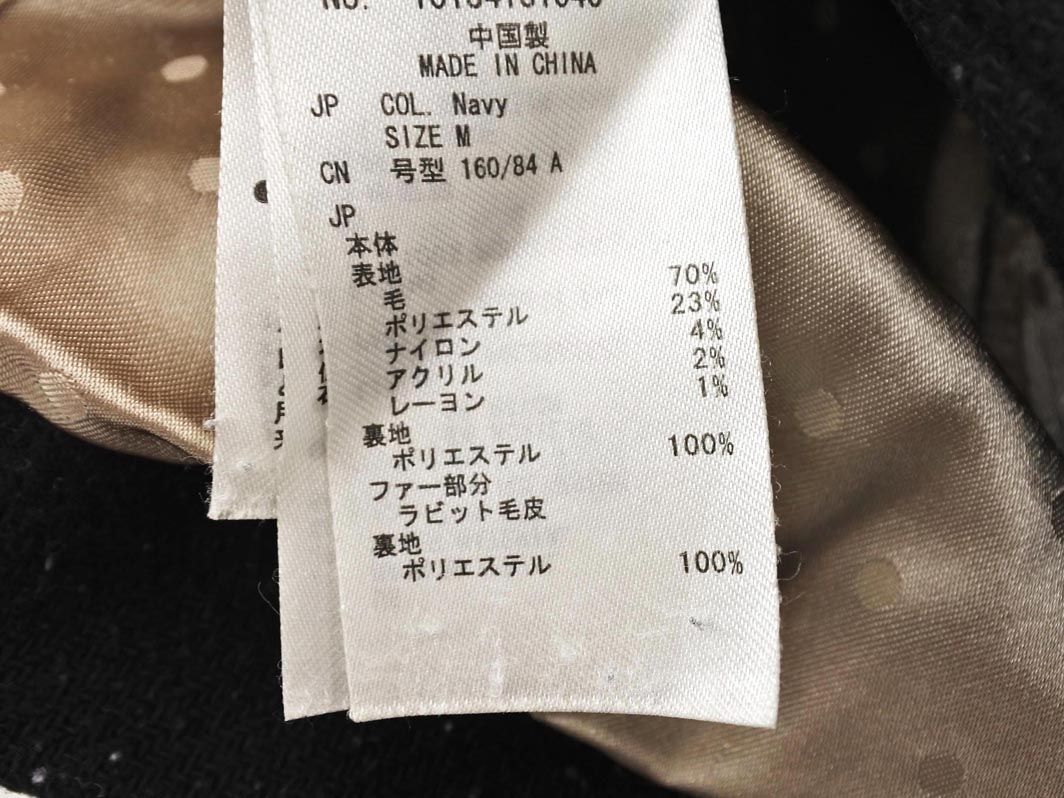 中国製
MADE IN CHINA
JP COL. Navy
SIZE M
CN 号型 160/84 A
JP
本体
表地
毛 70%
ポリエステル 23%
ナイロン 4%
アクリル 2%
レーヨン 1%
裏地
ポリエステル 100%
ファー部分
ラビット毛皮
裏地
ポリエステル 100%